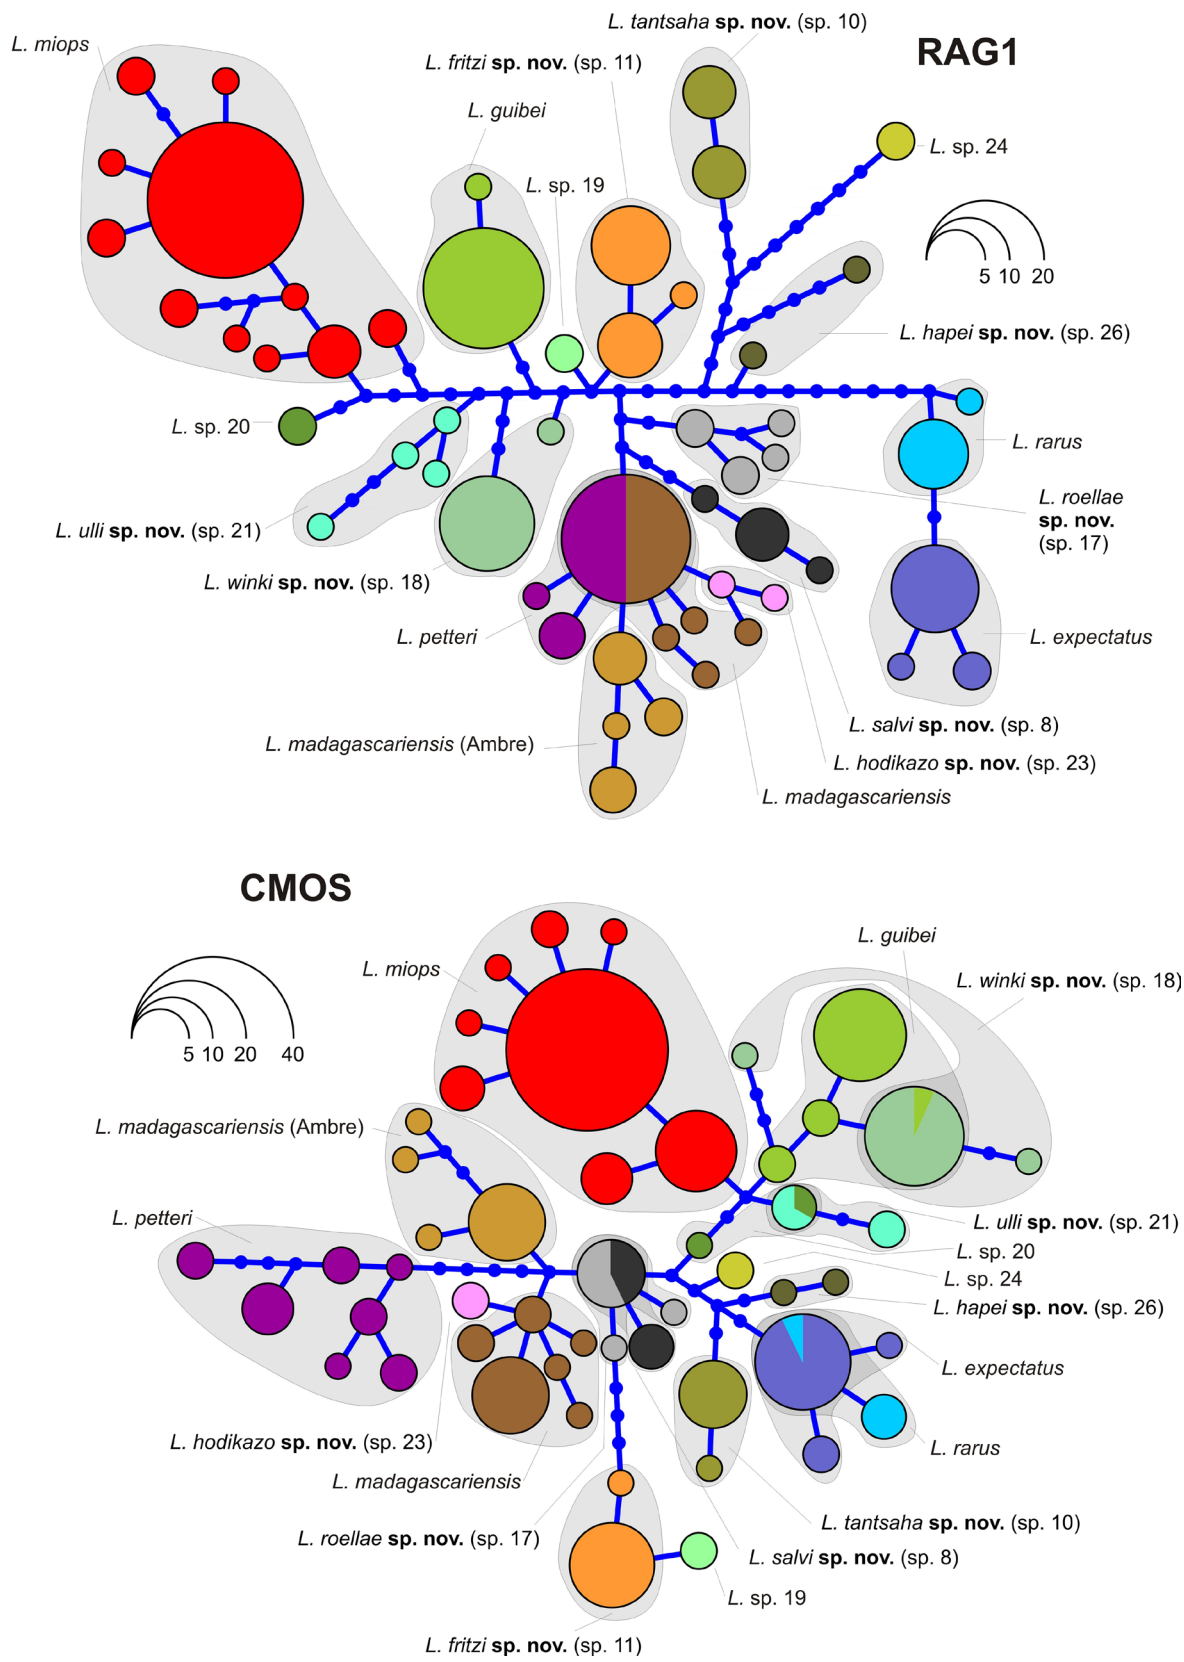 L. tantsaha sp. nov. (sp. 10)
L. miops
RAG1
L. fritzi sp. nov. (sp. 11)
L. guibei
L. sp. 24
L. sp. 19
5 10 20
L. hapei sp. nov. (sp. 26)
L. sp. 20
L. rarus
L. roellae
sp. nov.
(sp. 17)
L. ulli sp. nov. (sp. 21)
L. winki sp. nov. (sp. 18)
L. petteri
L. expectatus
L. salvi sp. nov. (sp. 8)
L. madagascariensis (Ambre)
L. hodikazo sp. nov. (sp. 23)
L. madagascariensis
CMOS
L. guibei
L. miops
L. winki sp. nov. (sp. 18)
5 10 20 40
L. madagascariensis (Ambre)
L. petteri
L. ulli sp. nov. (sp. 21)
L. sp. 20
L. sp. 24
L. hapei sp. nov. (sp. 26)
L. expectatus
L. hodikazo sp. nov. (sp. 23)
L. rarus
L. madagascariensis
L. tantsaha sp. nov. (sp. 10)
L. roellae sp. nov. (sp. 17)
L. salvi sp. nov. (sp. 8)
L. sp. 19
L. fritzi sp. nov. (sp. 11)